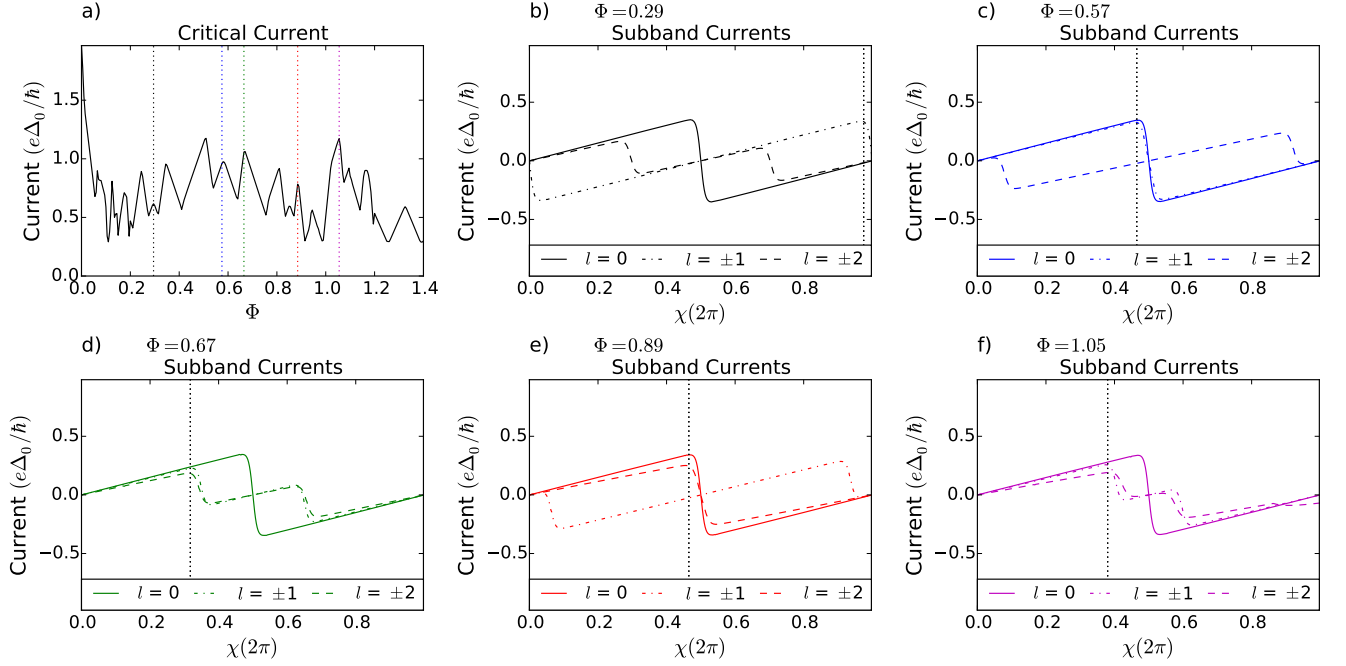 a)
Critical Current
Current (eΔ₀/ħ)
0.0 0.5 1.0 1.5
0.0 0.2 0.4 0.6 0.8 1.0 1.2 1.4
Φ
b) Φ=0.29
Subband Currents
Current (eΔ₀/ħ)
0.5
0.0
−0.5
l = 0 l = ±1 l = ±2
0.0 0.2 0.4 0.6 0.8
χ(2π)
c) Φ=0.57
Subband Currents
Current (eΔ₀/ħ)
0.5
0.0
−0.5
l = 0 l = ±1 l = ±2
0.0 0.2 0.4 0.6 0.8
χ(2π)
d) Φ=0.67
Subband Currents
Current (eΔ₀/ħ)
0.5
0.0
−0.5
l = 0 l = ±1 l = ±2
0.0 0.2 0.4 0.6 0.8
χ(2π)
e) Φ=0.89
Subband Currents
Current (eΔ₀/ħ)
0.5
0.0
−0.5
l = 0 l = ±1 l = ±2
0.0 0.2 0.4 0.6 0.8
χ(2π)
f) Φ=1.05
Subband Currents
Current (eΔ₀/ħ)
0.5
0.0
−0.5
l = 0 l = ±1 l = ±2
0.0 0.2 0.4 0.6 0.8
χ(2π)